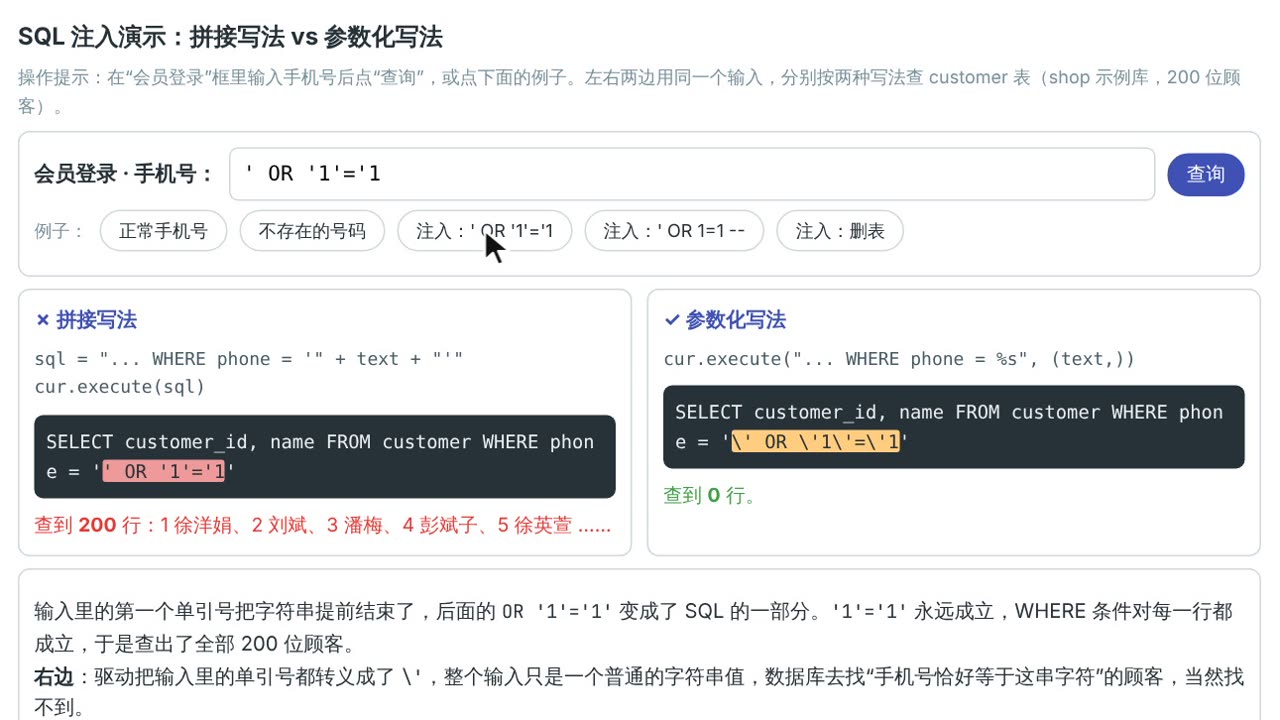 SQL 注入演示：拼接写法 vs 参数化写法
操作提示：在“会员登录”框里输入手机号后点“查询”，或点下面的例子。左右两边用同一个输入，分别按两种写法查 customer 表（shop 示例库，200 位顾
客）。
会员登录 · 手机号：
' OR '1'='1
查询
例子：
正常手机号
不存在的号码
注入：' OR '1'='1
注入：' OR 1=1 --
注入：删表
× 拼接写法
sql = "... WHERE phone = '" + text + "'"
cur.execute(sql)
SELECT customer_id, name FROM customer WHERE phon
e = '' OR '1'='1'
查到 200 行：1 徐洋娟、2 刘斌、3 潘梅、4 彭斌子、5 徐英萱 ……
✓ 参数化写法
cur.execute("... WHERE phone = %s", (text,))
SELECT customer_id, name FROM customer WHERE phon
e = '\' OR \'1\'=\'1'
查到 0 行。
输入里的第一个单引号把字符串提前结束了，后面的 OR '1'='1' 变成了 SQL 的一部分。'1'='1' 永远成立，WHERE 条件对每一行都
成立，于是查出了全部 200 位顾客。
右边：驱动把输入里的单引号都转义成了 \'，整个输入只是一个普通的字符串值，数据库去找“手机号恰好等于这串字符”的顾客，当然找
不到。